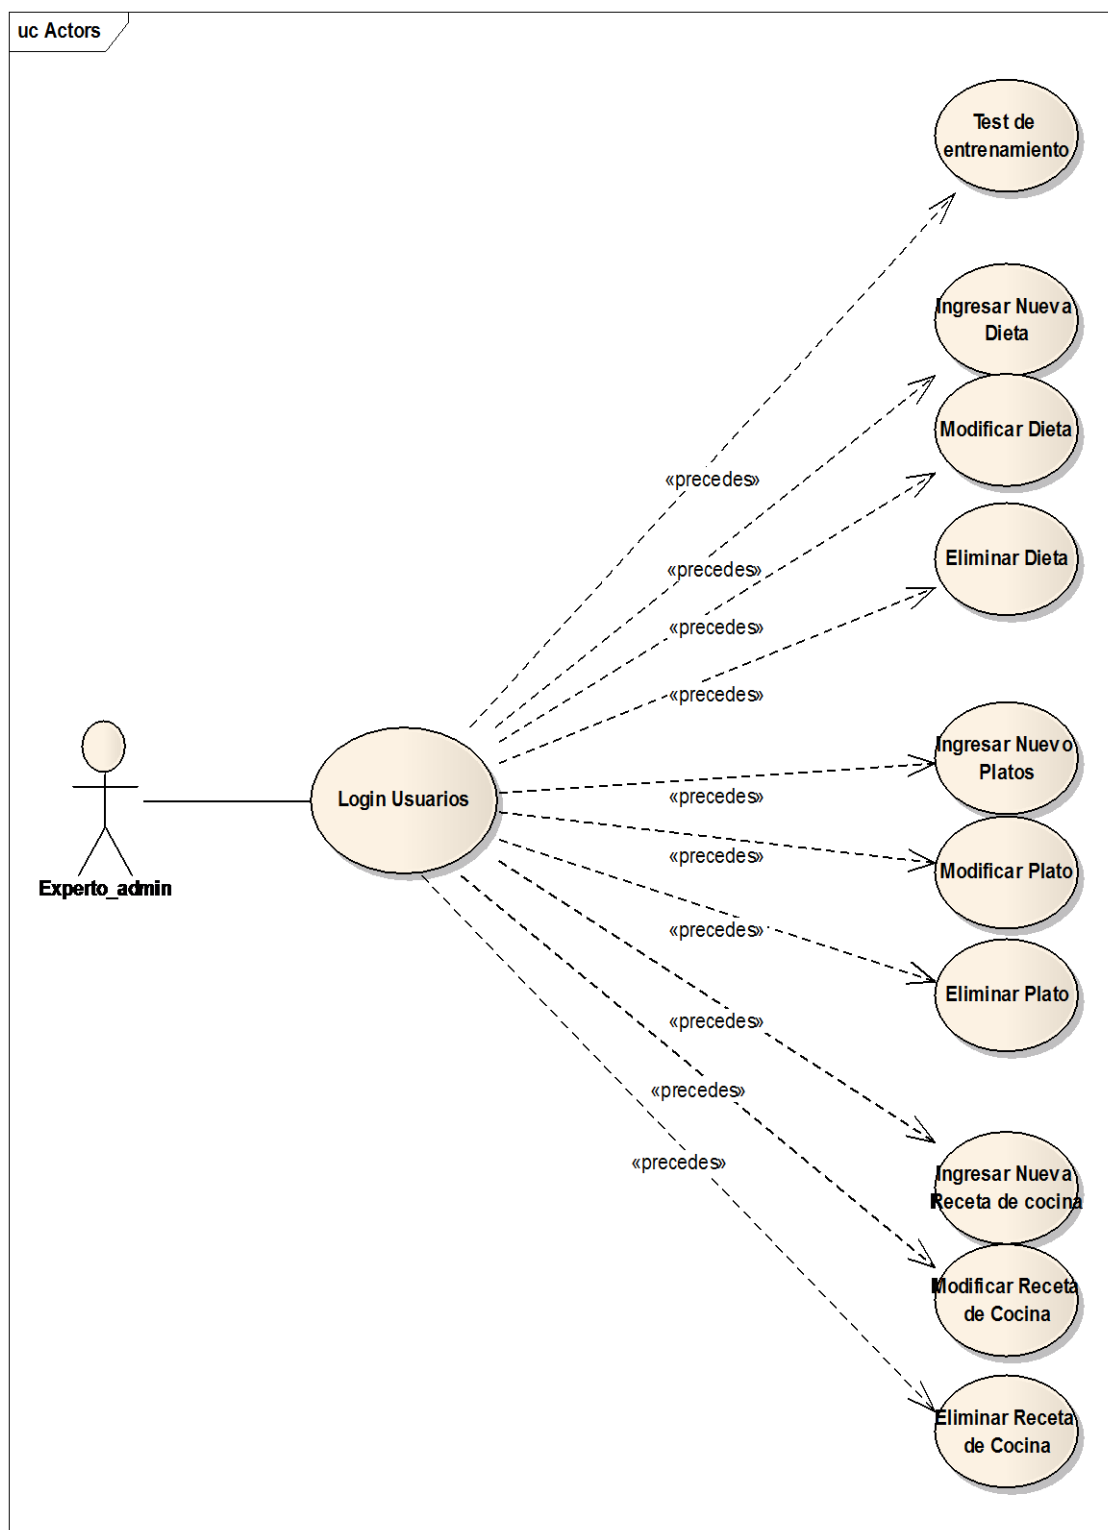 uc Actors
Test de
entrenamiento
Ingresar Nueva
Dieta
Modificar Dieta
«precedes»
Eliminar Dieta
«precedes»
«precedes»
«precedes»
Ingresar Nuevo
Platos
Login Usuarios
«precedes»
«precedes»
Modificar Plato
Experto_admin
«precedes»
Eliminar Plato
«precedes»
«precedes»
«precedes»
Ingresar Nueva
Receta de cocina
Modificar Receta
de Cocina
Eliminar Receta
de Cocina